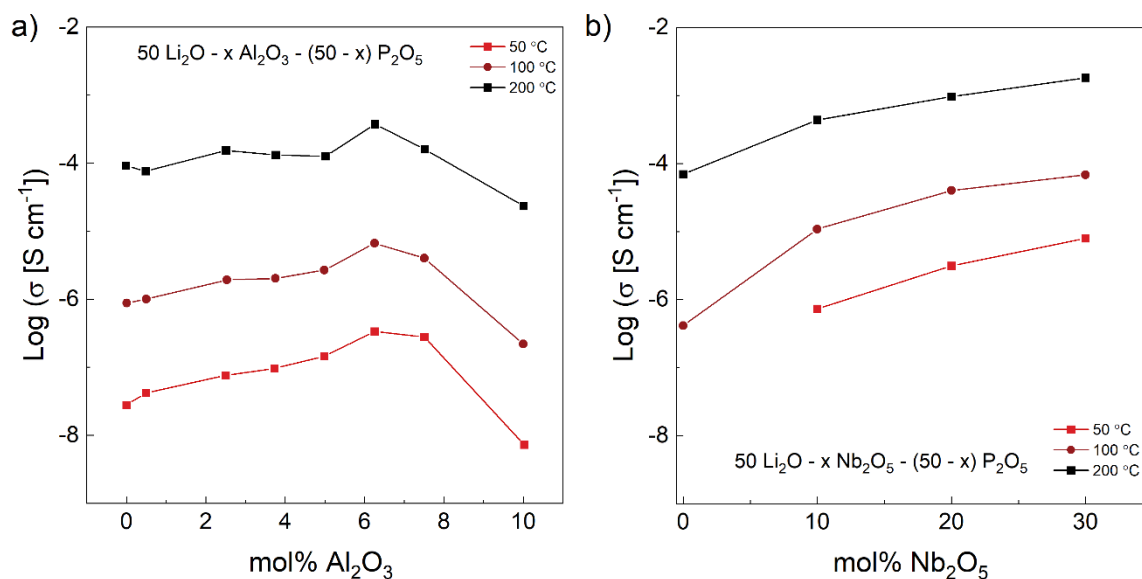 a)
50 Li₂O - x Al₂O₃ - (50 - x) P₂O₅
50 °C
100 °C
200 °C
Log (σ [S cm⁻¹])
-2
-4
-6
-8
0 2 4 6 8 10
mol% Al₂O₃
b)
Log (σ [S cm⁻¹])
-2
-4
-6
-8
50 °C
100 °C
200 °C
50 Li₂O - x Nb₂O₅ - (50 - x) P₂O₅
0 10 20 30
mol% Nb₂O₅